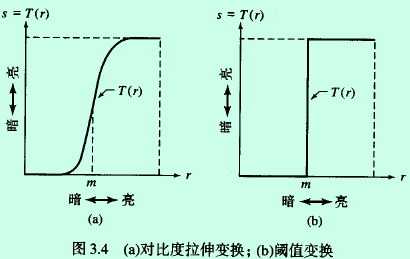 s = T(r)
亮
暗
T(r)
m
r
暗 亮
(a)
s = T(r)
亮
暗
T(r)
m
r
暗 亮
(b)
图 3.4 (a)对比度拉伸变换; (b)阈值变换